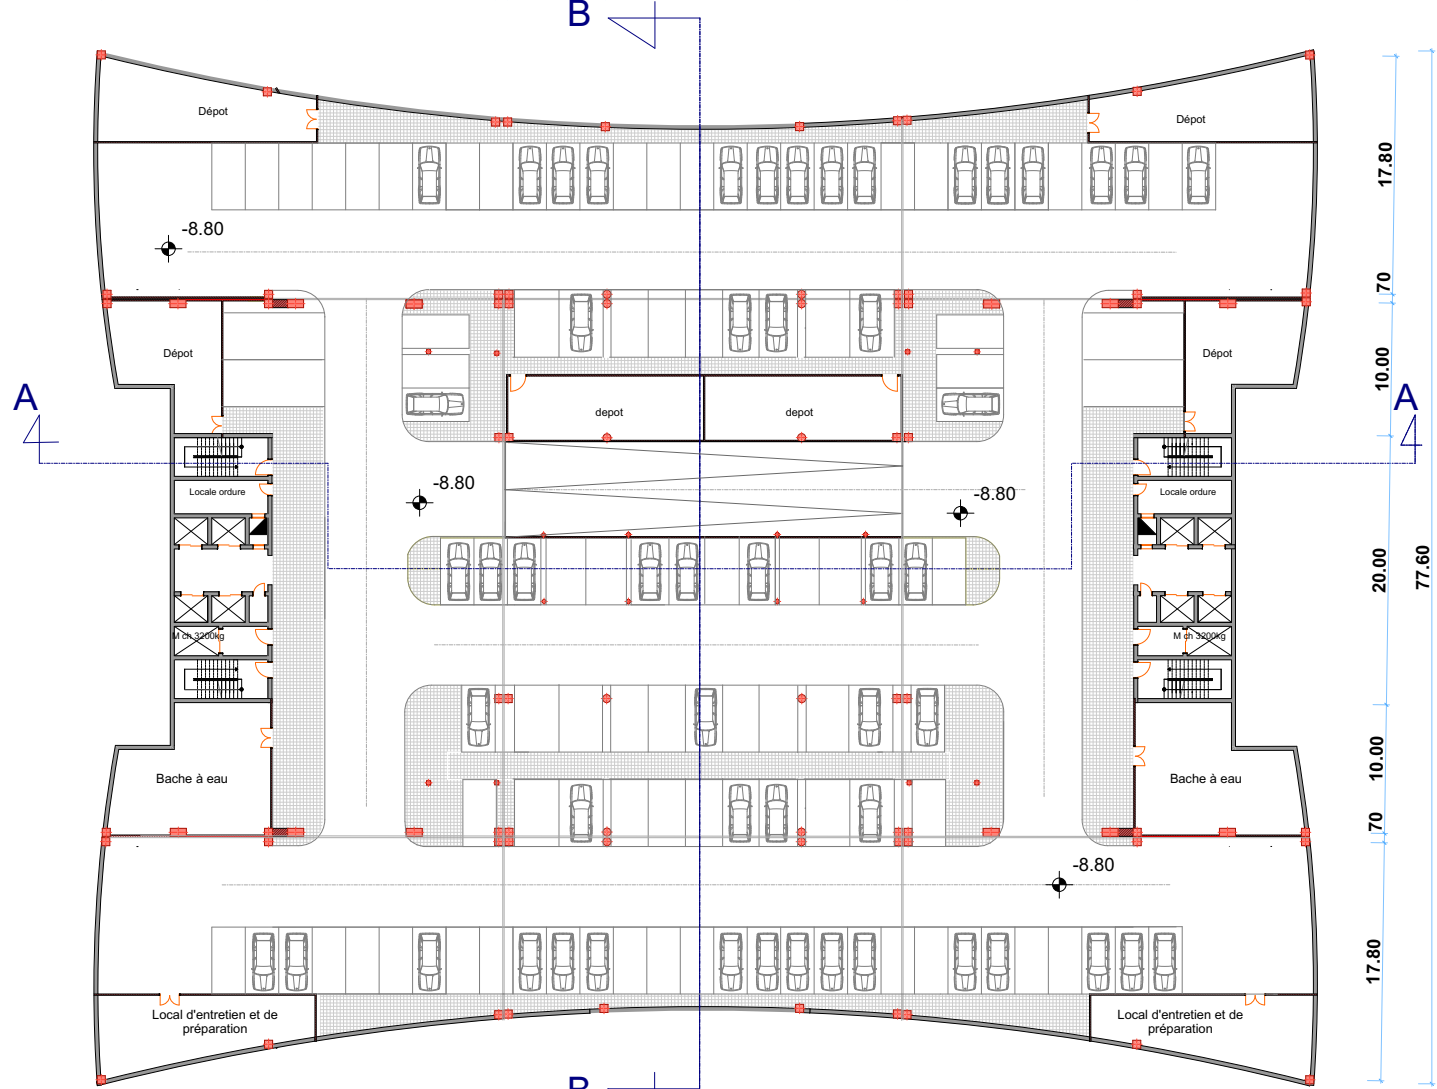 B
Dépot
Dépot
17.80
-8.80
70
Dépot
Dépot
10.00
A
A
depot
depot
-8.80
-8.80
Locale ordure
Locale ordure
20.00
77.60
M ch 3200kg
M ch 3200kg
Bache à eau
Bache à eau
10.00
70
-8.80
17.80
Local d'entretien et de
préparation
Local d'entretien et de
préparation
B